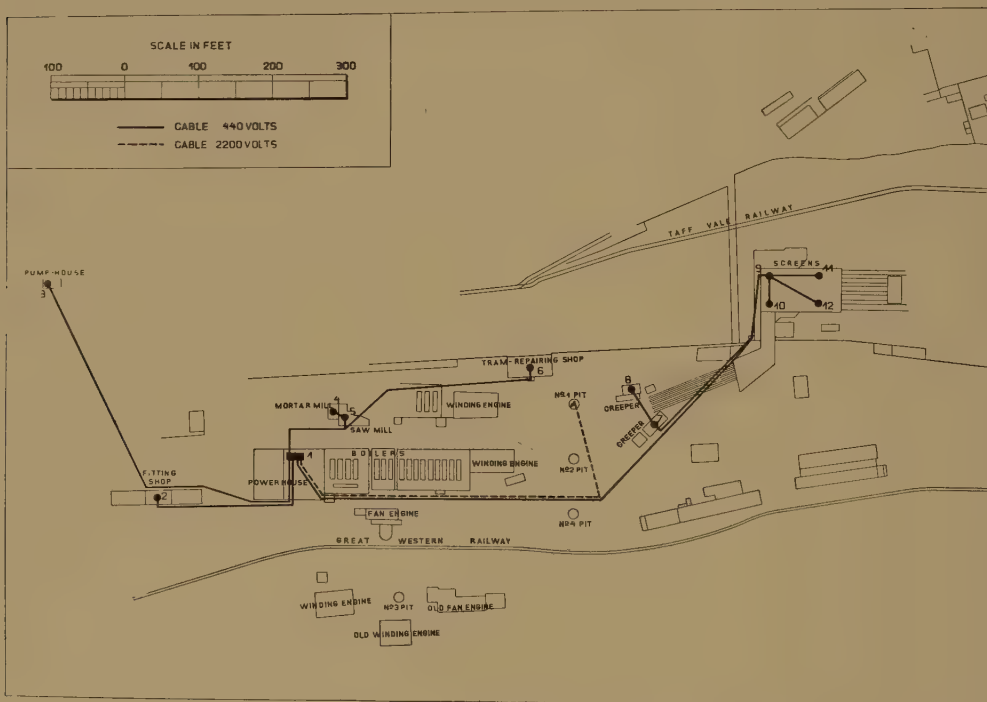 SCALE IN FEET
100 0 100 200 300
CABLE 440 VOLTS
CABLE 2200 VOLTS
TAFF VALE RAILWAY
PUMP-HOUSE
3
9
SCREENS
11
10
12
TRAM-REPAIRING SHOP
6
8
CREEPER
MORTAR MILL
4
5
SAW MILL
WINDING ENGINE
Nº1 PIT
A
CREEPER
1
BOILERS
POWER HOUSE
WINDING ENGINE
Nº2 PIT
FITTING
SHOP
2
FAN ENGINE
Nº4 PIT
GREAT WESTERN RAILWAY
WINDING ENGINE
Nº3 PIT
OLD FAN ENGINE
OLD WINDING ENGINE